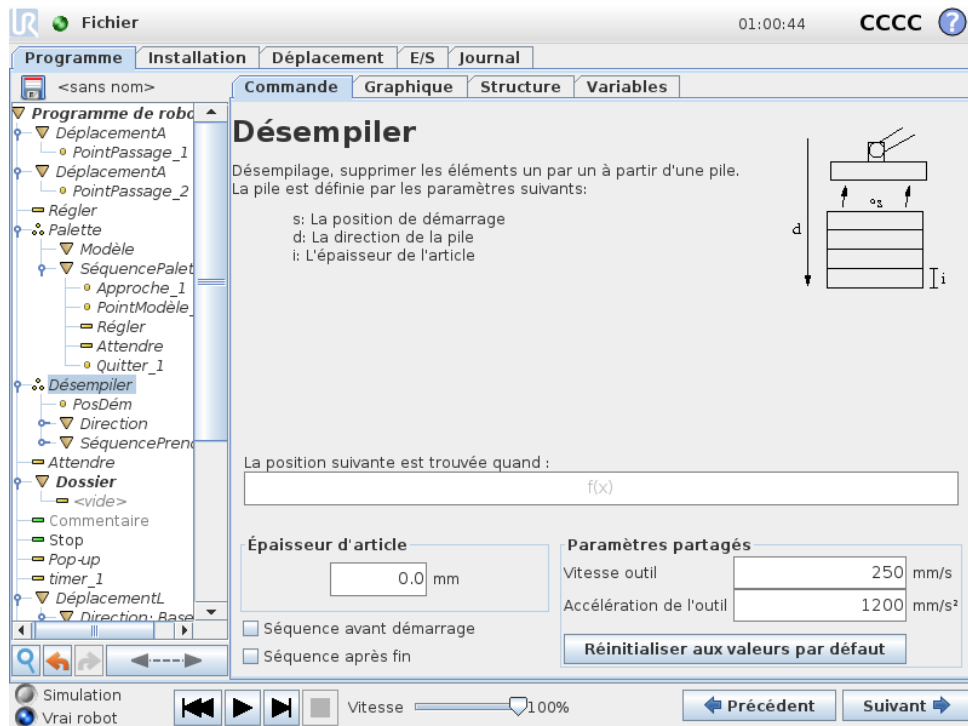 UR Fichier 01:00:44 CCCC ?
Programme Installation Déplacement E/S Journal
<sans nom>
Commande Graphique Structure Variables
Programme de robo
DéplacementA
PointPassage_1
DéplacementA
PointPassage_2
Régler
Palette
Modèle
SéquencePalet
Approche_1
PointModèle_
Régler
Attendre
Quitter_1
Désempiler
PosDém
Direction
SéquencePrend
Attendre
Dossier
<vide>
Commentaire
Stop
Pop-up
timer_1
DéplacementL
Direction: Base
Désempiler
Désempilage, supprimer les éléments un par un à partir d'une pile.
La pile est définie par les paramètres suivants:
s: La position de démarrage
d: La direction de la pile
i: L'épaisseur de l'article
d
s
i
La position suivante est trouvée quand :
f(x)
Épaisseur d'article
0.0 mm
Séquence avant démarrage
Séquence après fin
Paramètres partagés
Vitesse outil 250 mm/s
Accélération de l'outil 1200 mm/s²
Réinitialiser aux valeurs par défaut
Simulation
Vrai robot
Vitesse 100%
Précédent Suivant